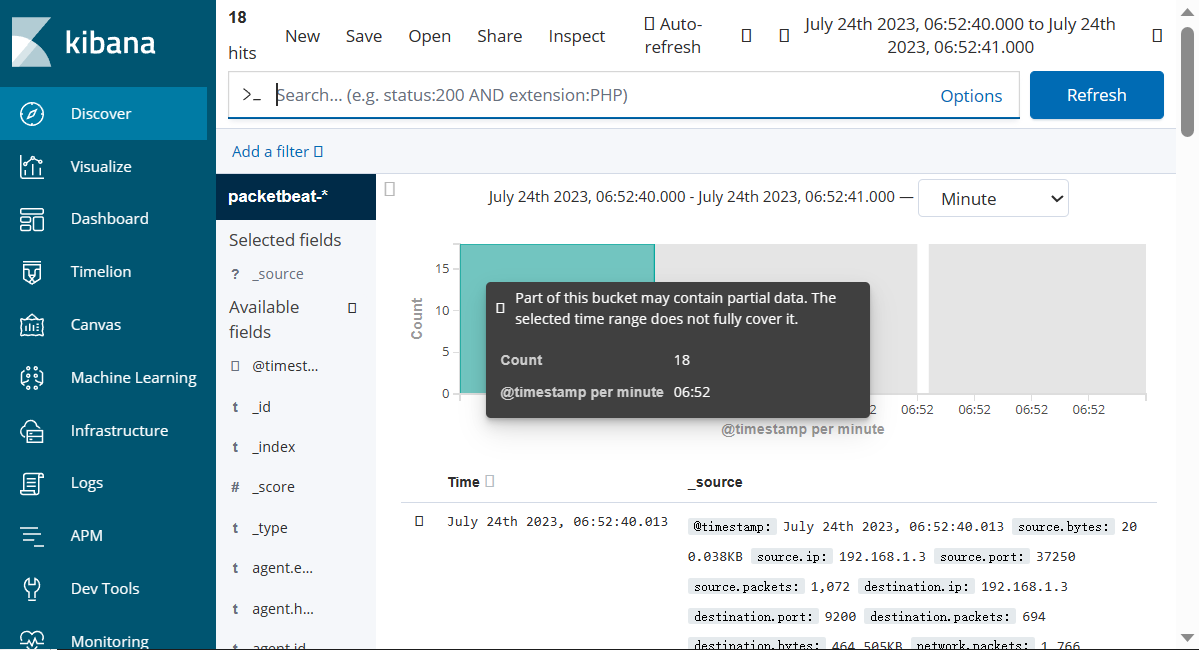 kibana
Discover
Visualize
Dashboard
Timelion
Canvas
Machine Learning
Infrastructure
Logs
APM
Dev Tools
Monitoring
18
hits
New Save Open Share Inspect
Auto-
refresh
July 24th 2023, 06:52:40.000 to July 24th
2023, 06:52:41.000
>_ Search... (e.g. status:200 AND extension:PHP)
Options
Refresh
Add a filter
packetbeat-*
Selected fields
? _source
Available
fields
@timest...
t _id
t _index
# _score
t _type
t agent.e...
t agent.h...
t agent.id
July 24th 2023, 06:52:40.000 - July 24th 2023, 06:52:41.000 —
Minute
Count
15
10
5
0
Part of this bucket may contain partial data. The
selected time range does not fully cover it.
Count 18
@timestamp per minute 06:52
2 06:52 06:52 06:52 06:52
@timestamp per minute
Time _source
July 24th 2023, 06:52:40.013
@timestamp: July 24th 2023, 06:52:40.013 source.bytes: 20
0.038KB source.ip: 192.168.1.3 source.port: 37250
source.packets: 1,072 destination.ip: 192.168.1.3
destination.port: 9200 destination.packets: 694
destination.bytes: 464.505KB network.packets: 1,766